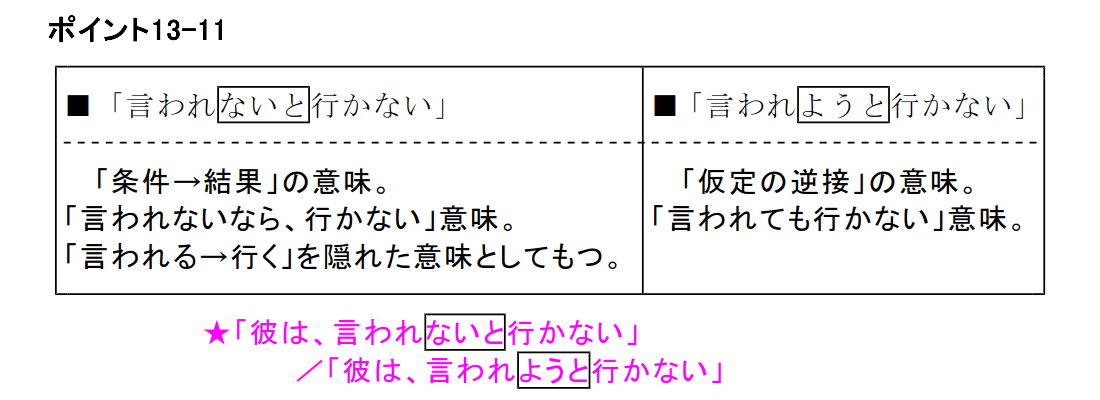 ポイント13-11
■「言われないと行かない」
「条件→結果」の意味。
「言われないなら、行かない」意味。
「言われる→行く」を隠れた意味としてもつ。
■「言われようと行かない」
「仮定の逆接」の意味。
「言われても行かない」意味。
★「彼は、言われないと行かない」
／「彼は、言われようと行かない」